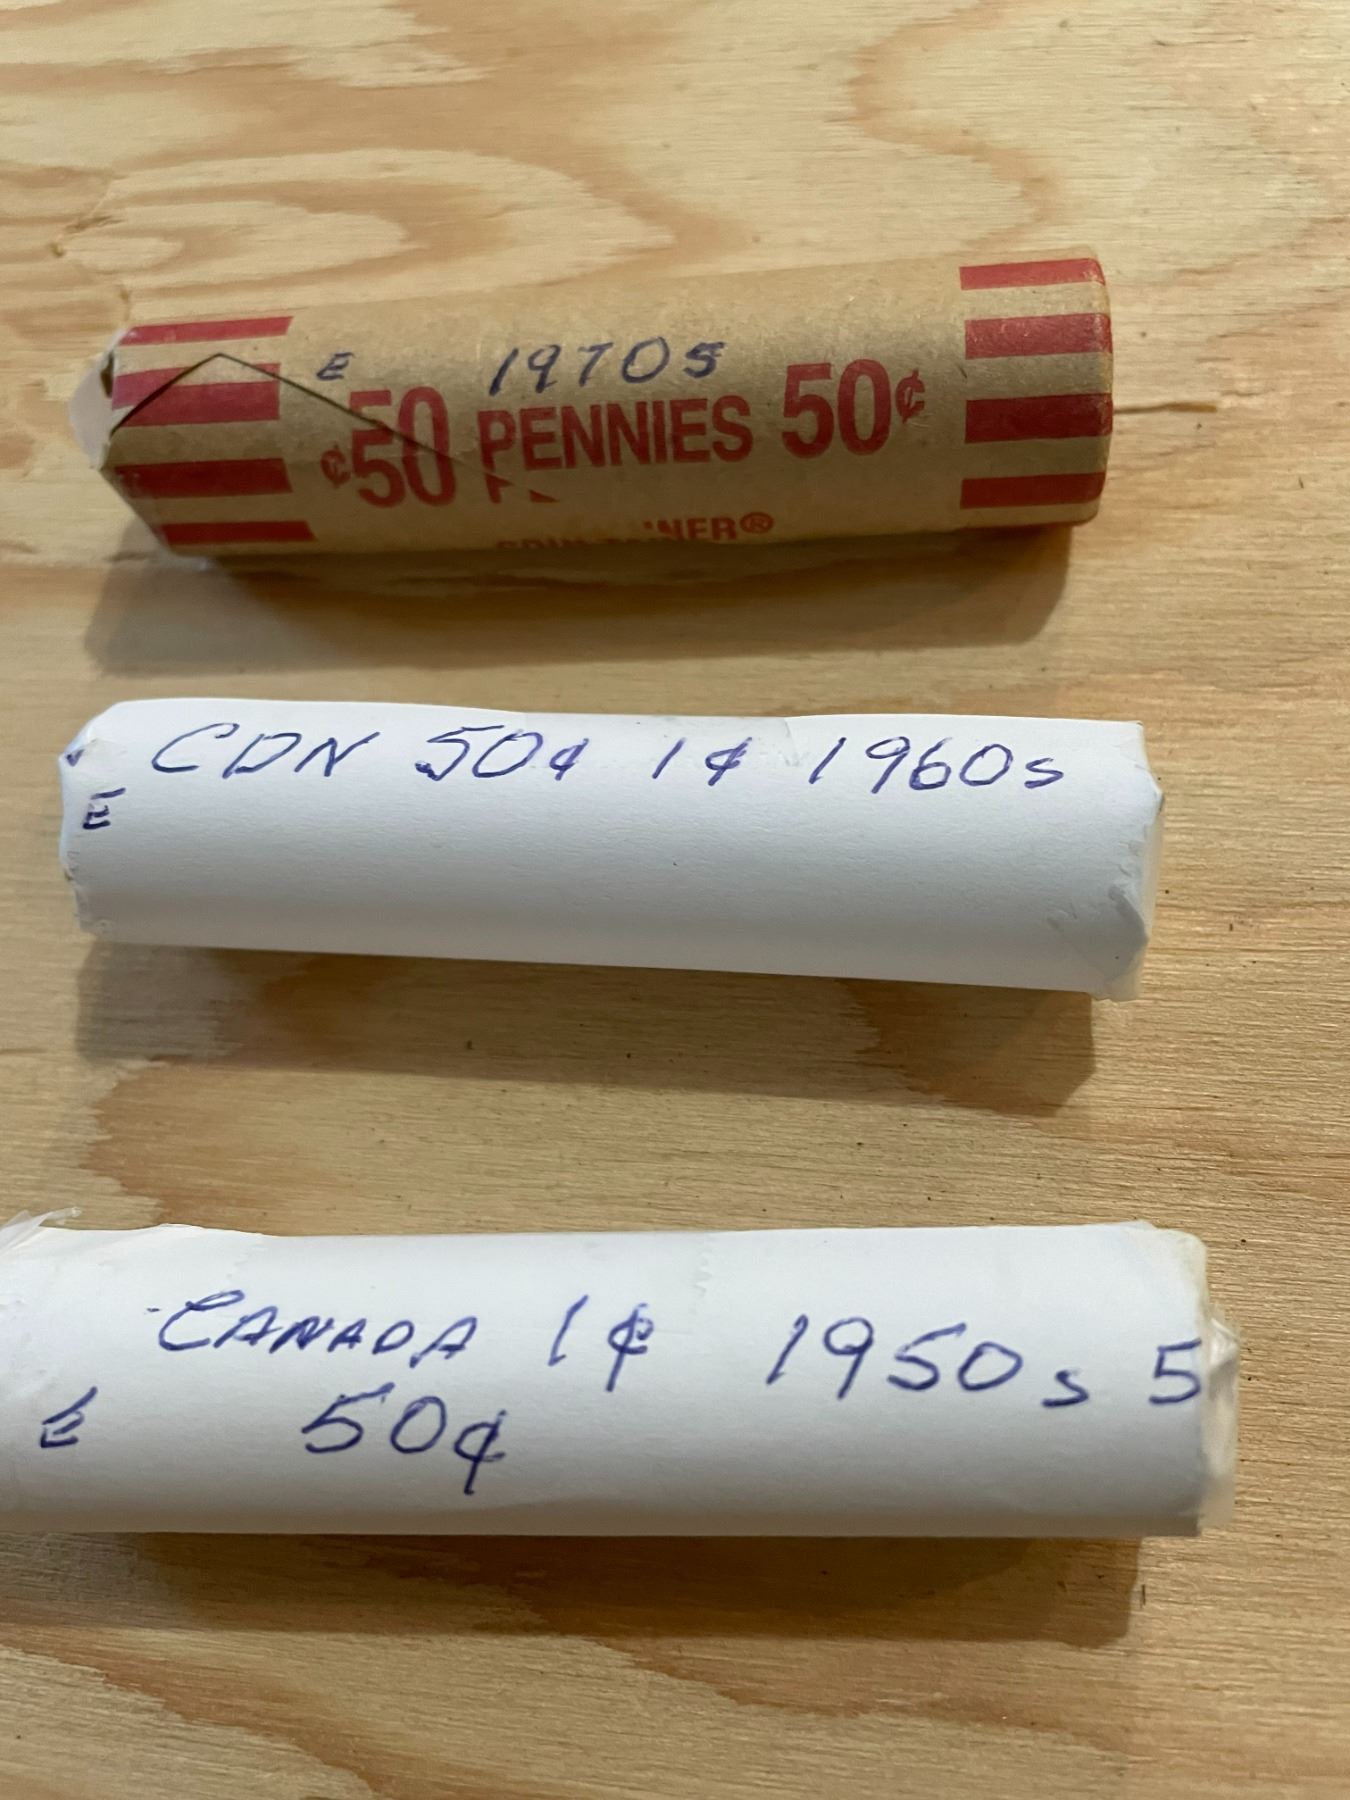 E 1970s
¢50 PENNIES 50¢
CDN 50¢ 1¢ 1960s
E
CANADA 1¢ 1950s 5
E 50¢